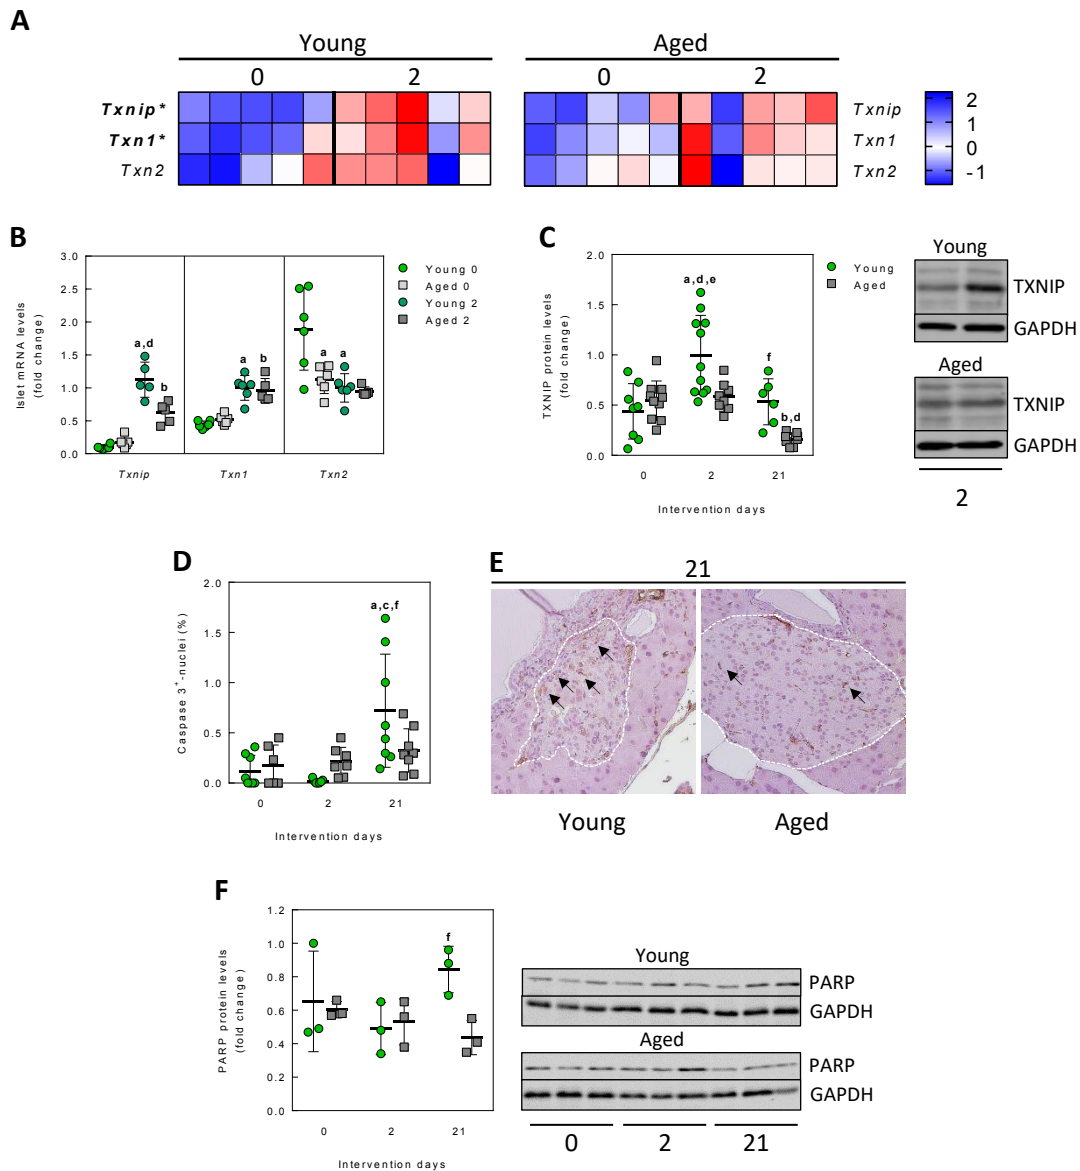 A
Young
Aged
0
2
0
2
Txnip*
Txn1*
Txn2
Txnip
Txn1
Txn2
2
1
0
-1
B
Islet mRNA levels
(fold change)
3.0
2.5
2.0
1.5
1.0
0.5
0.0
a,d
b
a
b
a
a
Txnip
Txn1
Txn2
Young 0
Aged 0
Young 2
Aged 2
C
TXNIP protein levels
(fold change)
2.0
1.5
1.0
0.5
0.0
a,d,e
f
b,d
0
2
21
Intervention days
Young
Aged
Young
TXNIP
GAPDH
Aged
TXNIP
GAPDH
2
D
Caspase 3+-nuclei (%)
2.0
1.5
1.0
0.5
0.0
a,c,f
0
2
21
Intervention days
E
21
Young
Aged
F
PARP protein levels
(fold change)
1.2
1.0
0.8
0.6
0.4
0.2
0.0
f
0
2
21
Intervention days
Young
PARP
GAPDH
Aged
PARP
GAPDH
0
2
21